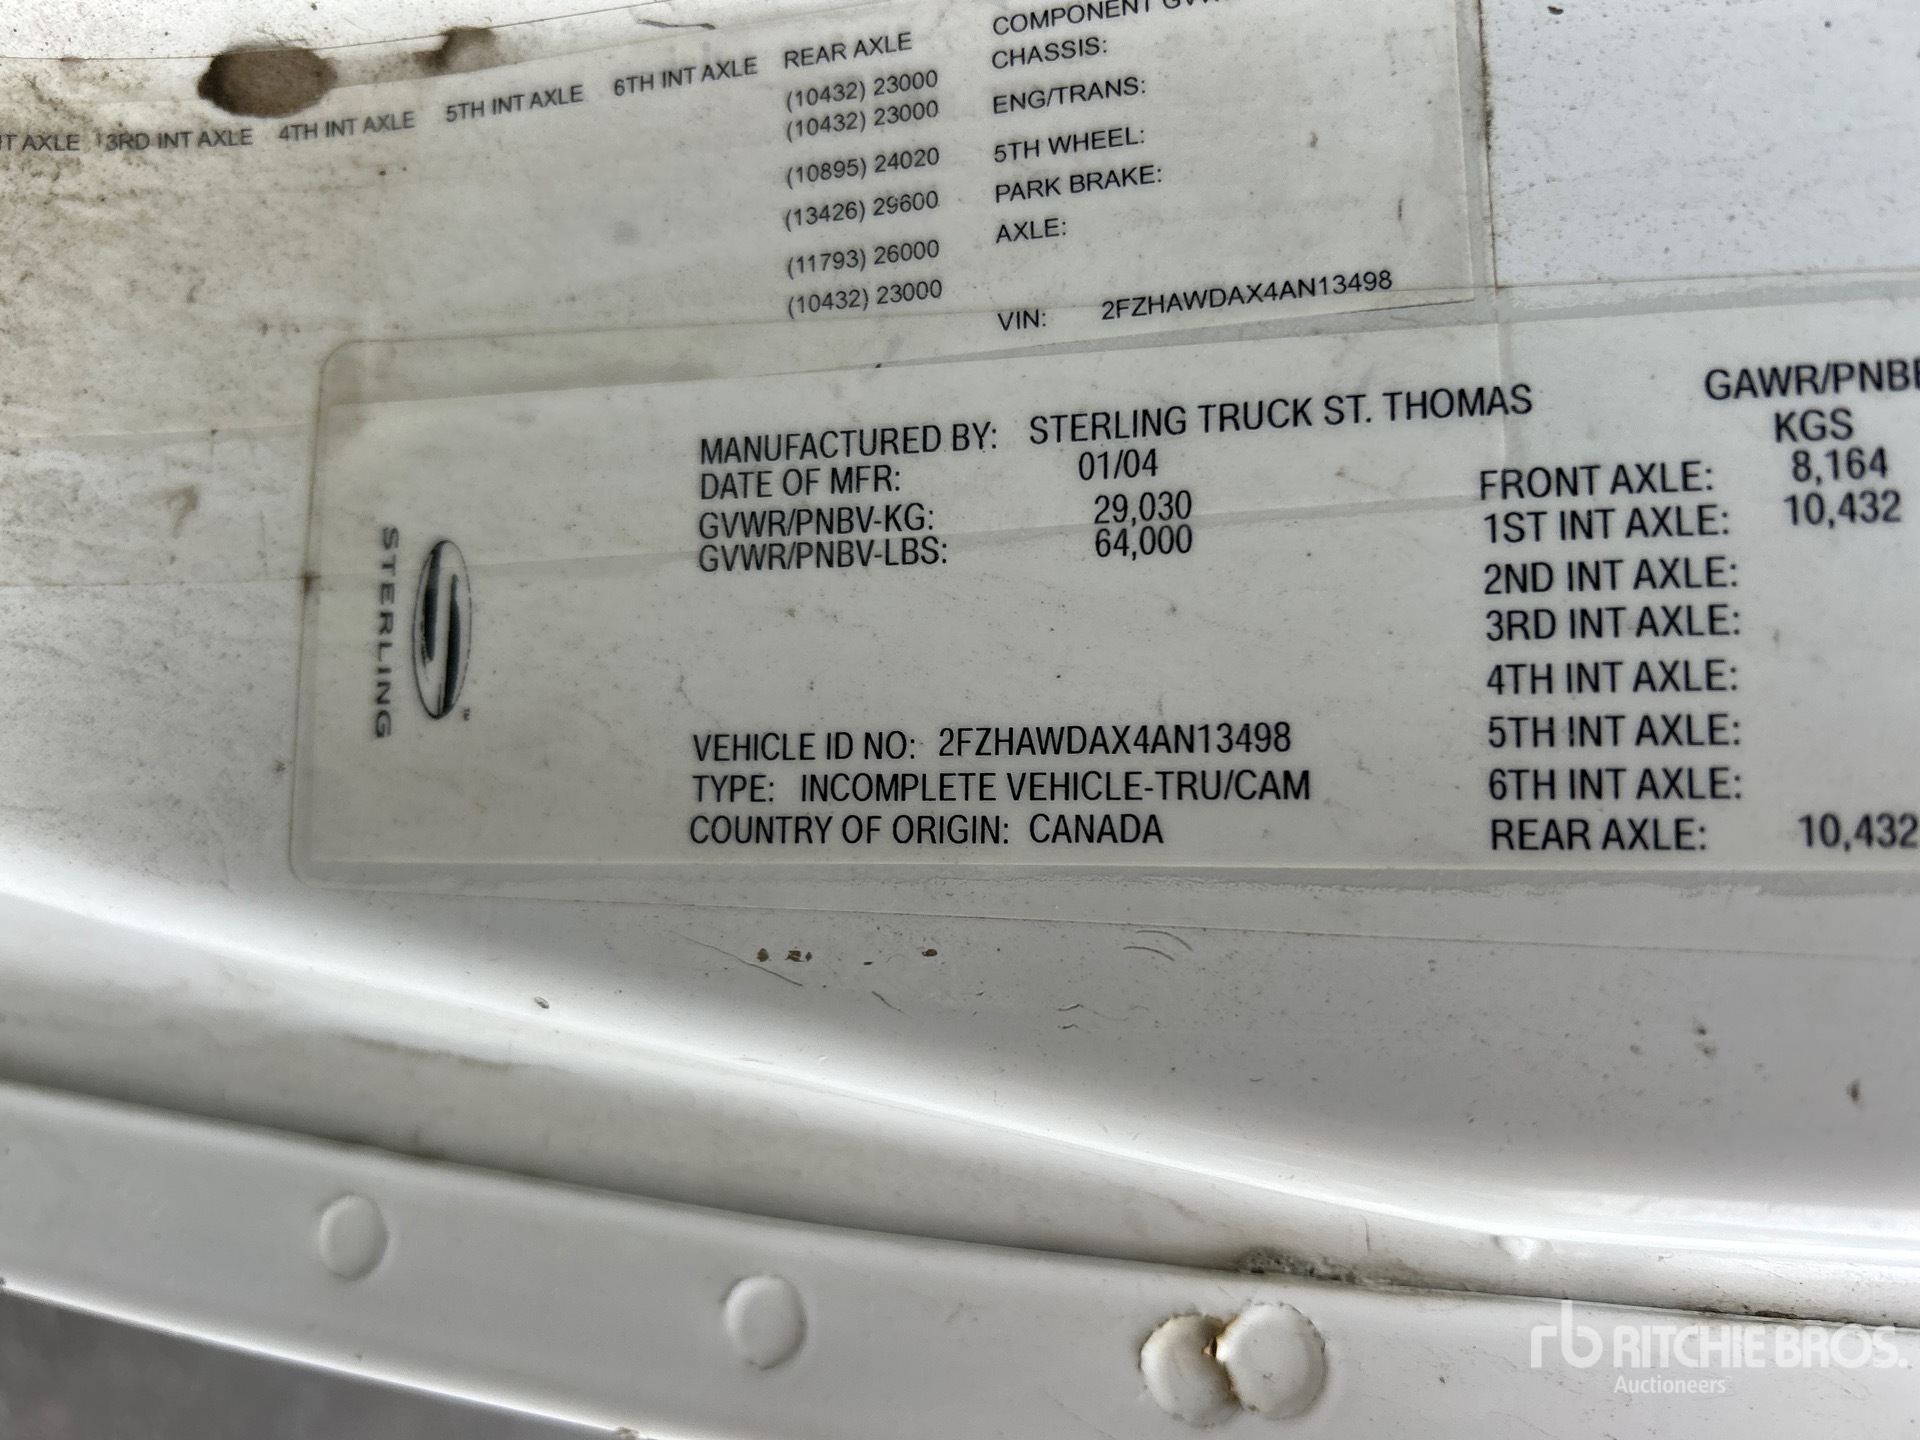 REAR AXLE
6TH INT AXLE
5TH INT AXLE
4TH INT AXLE
3RD INT AXLE
AXLE
(10432) 23000
(10432) 23000
(10895) 24020
(13426) 29600
(11793) 26000
(10432) 23000
COMPONENT
CHASSIS:
ENG/TRANS:
5TH WHEEL:
PARK BRAKE:
AXLE:
VIN: 2FZHAWDAX4AN13498
STERLING
MANUFACTURED BY: STERLING TRUCK ST. THOMAS
DATE OF MFR: 01/04
GVWR/PNBV-KG: 29,030
GVWR/PNBV-LBS: 64,000
VEHICLE ID NO: 2FZHAWDAX4AN13498
TYPE: INCOMPLETE VEHICLE-TRU/CAM
COUNTRY OF ORIGIN: CANADA
GAWR/PNBE
KGS
FRONT AXLE: 8,164
1ST INT AXLE: 10,432
2ND INT AXLE:
3RD INT AXLE:
4TH INT AXLE:
5TH INT AXLE:
6TH INT AXLE:
REAR AXLE: 10,432
rb RITCHIE BROS.
Auctioneers